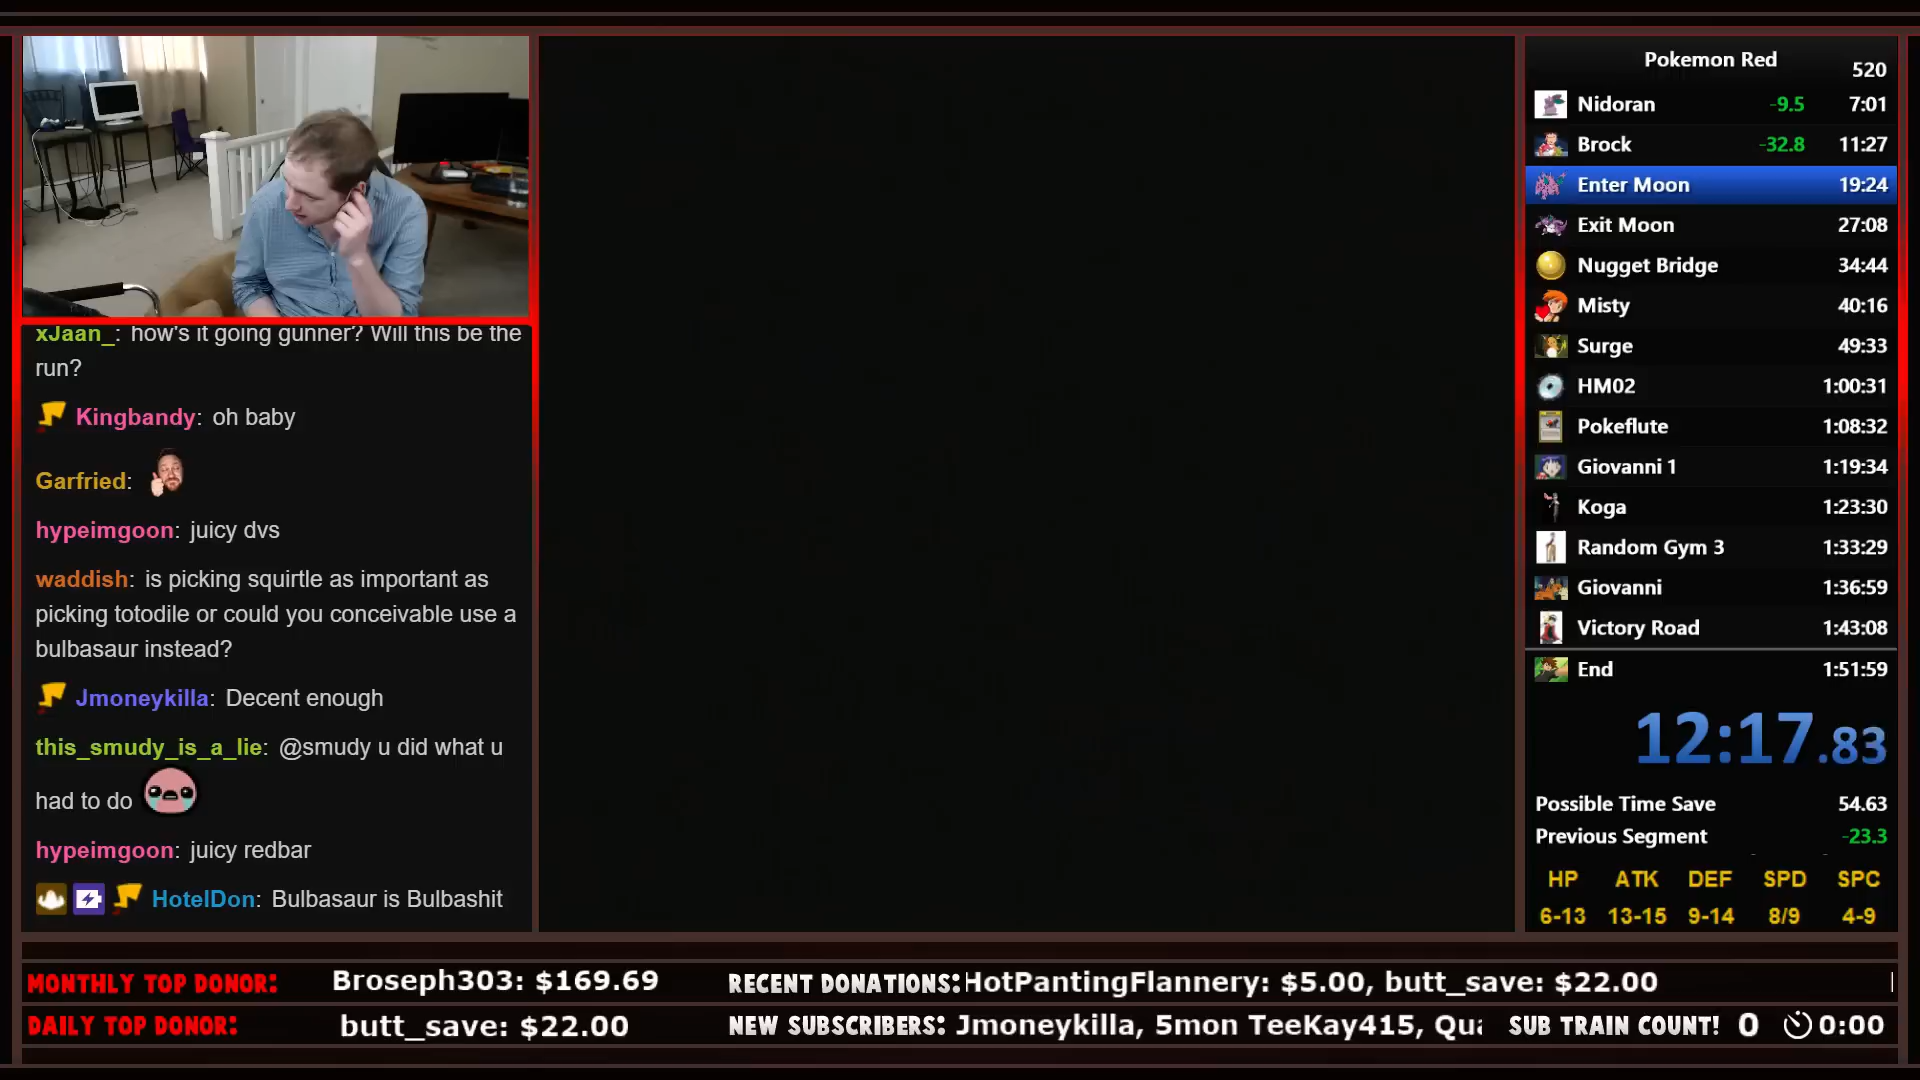 xJaan_: how's it going gunner? Will this be the
run?
Kingbandy: oh baby
Garfried:
hypeimgoon: juicy dvs
waddish: is picking squirtle as important as
picking totodile or could you conceivable use a
bulbasaur instead?
Jmoneykilla: Decent enough
this_smudy_is_a_lie: @smudy u did what u
had to do
hypeimgoon: juicy redbar
HotelDon: Bulbasaur is Bulbashit
Pokemon Red
520
Nidoran -9.5 7:01
Brock -32.8 11:27
Enter Moon 19:24
Exit Moon 27:08
Nugget Bridge 34:44
Misty 40:16
Surge 49:33
HM02 1:00:31
Pokeflute 1:08:32
Giovanni 1 1:19:34
Koga 1:23:30
Random Gym 3 1:33:29
Giovanni 1:36:59
Victory Road 1:43:08
End 1:51:59
12:17.83
Possible Time Save 54.63
Previous Segment -23.3
HP ATK DEF SPD SPC
6-13 13-15 9-14 8/9 4-9
MONTHLY TOP DONOR: Broseph303: $169.69
RECENT DONATIONS: HotPantingFlannery: $5.00, butt_save: $22.00
DAILY TOP DONOR: butt_save: $22.00
NEW SUBSCRIBERS: Jmoneykilla, 5mon TeeKay415, Qua
SUB TRAIN COUNT! 0 0:00